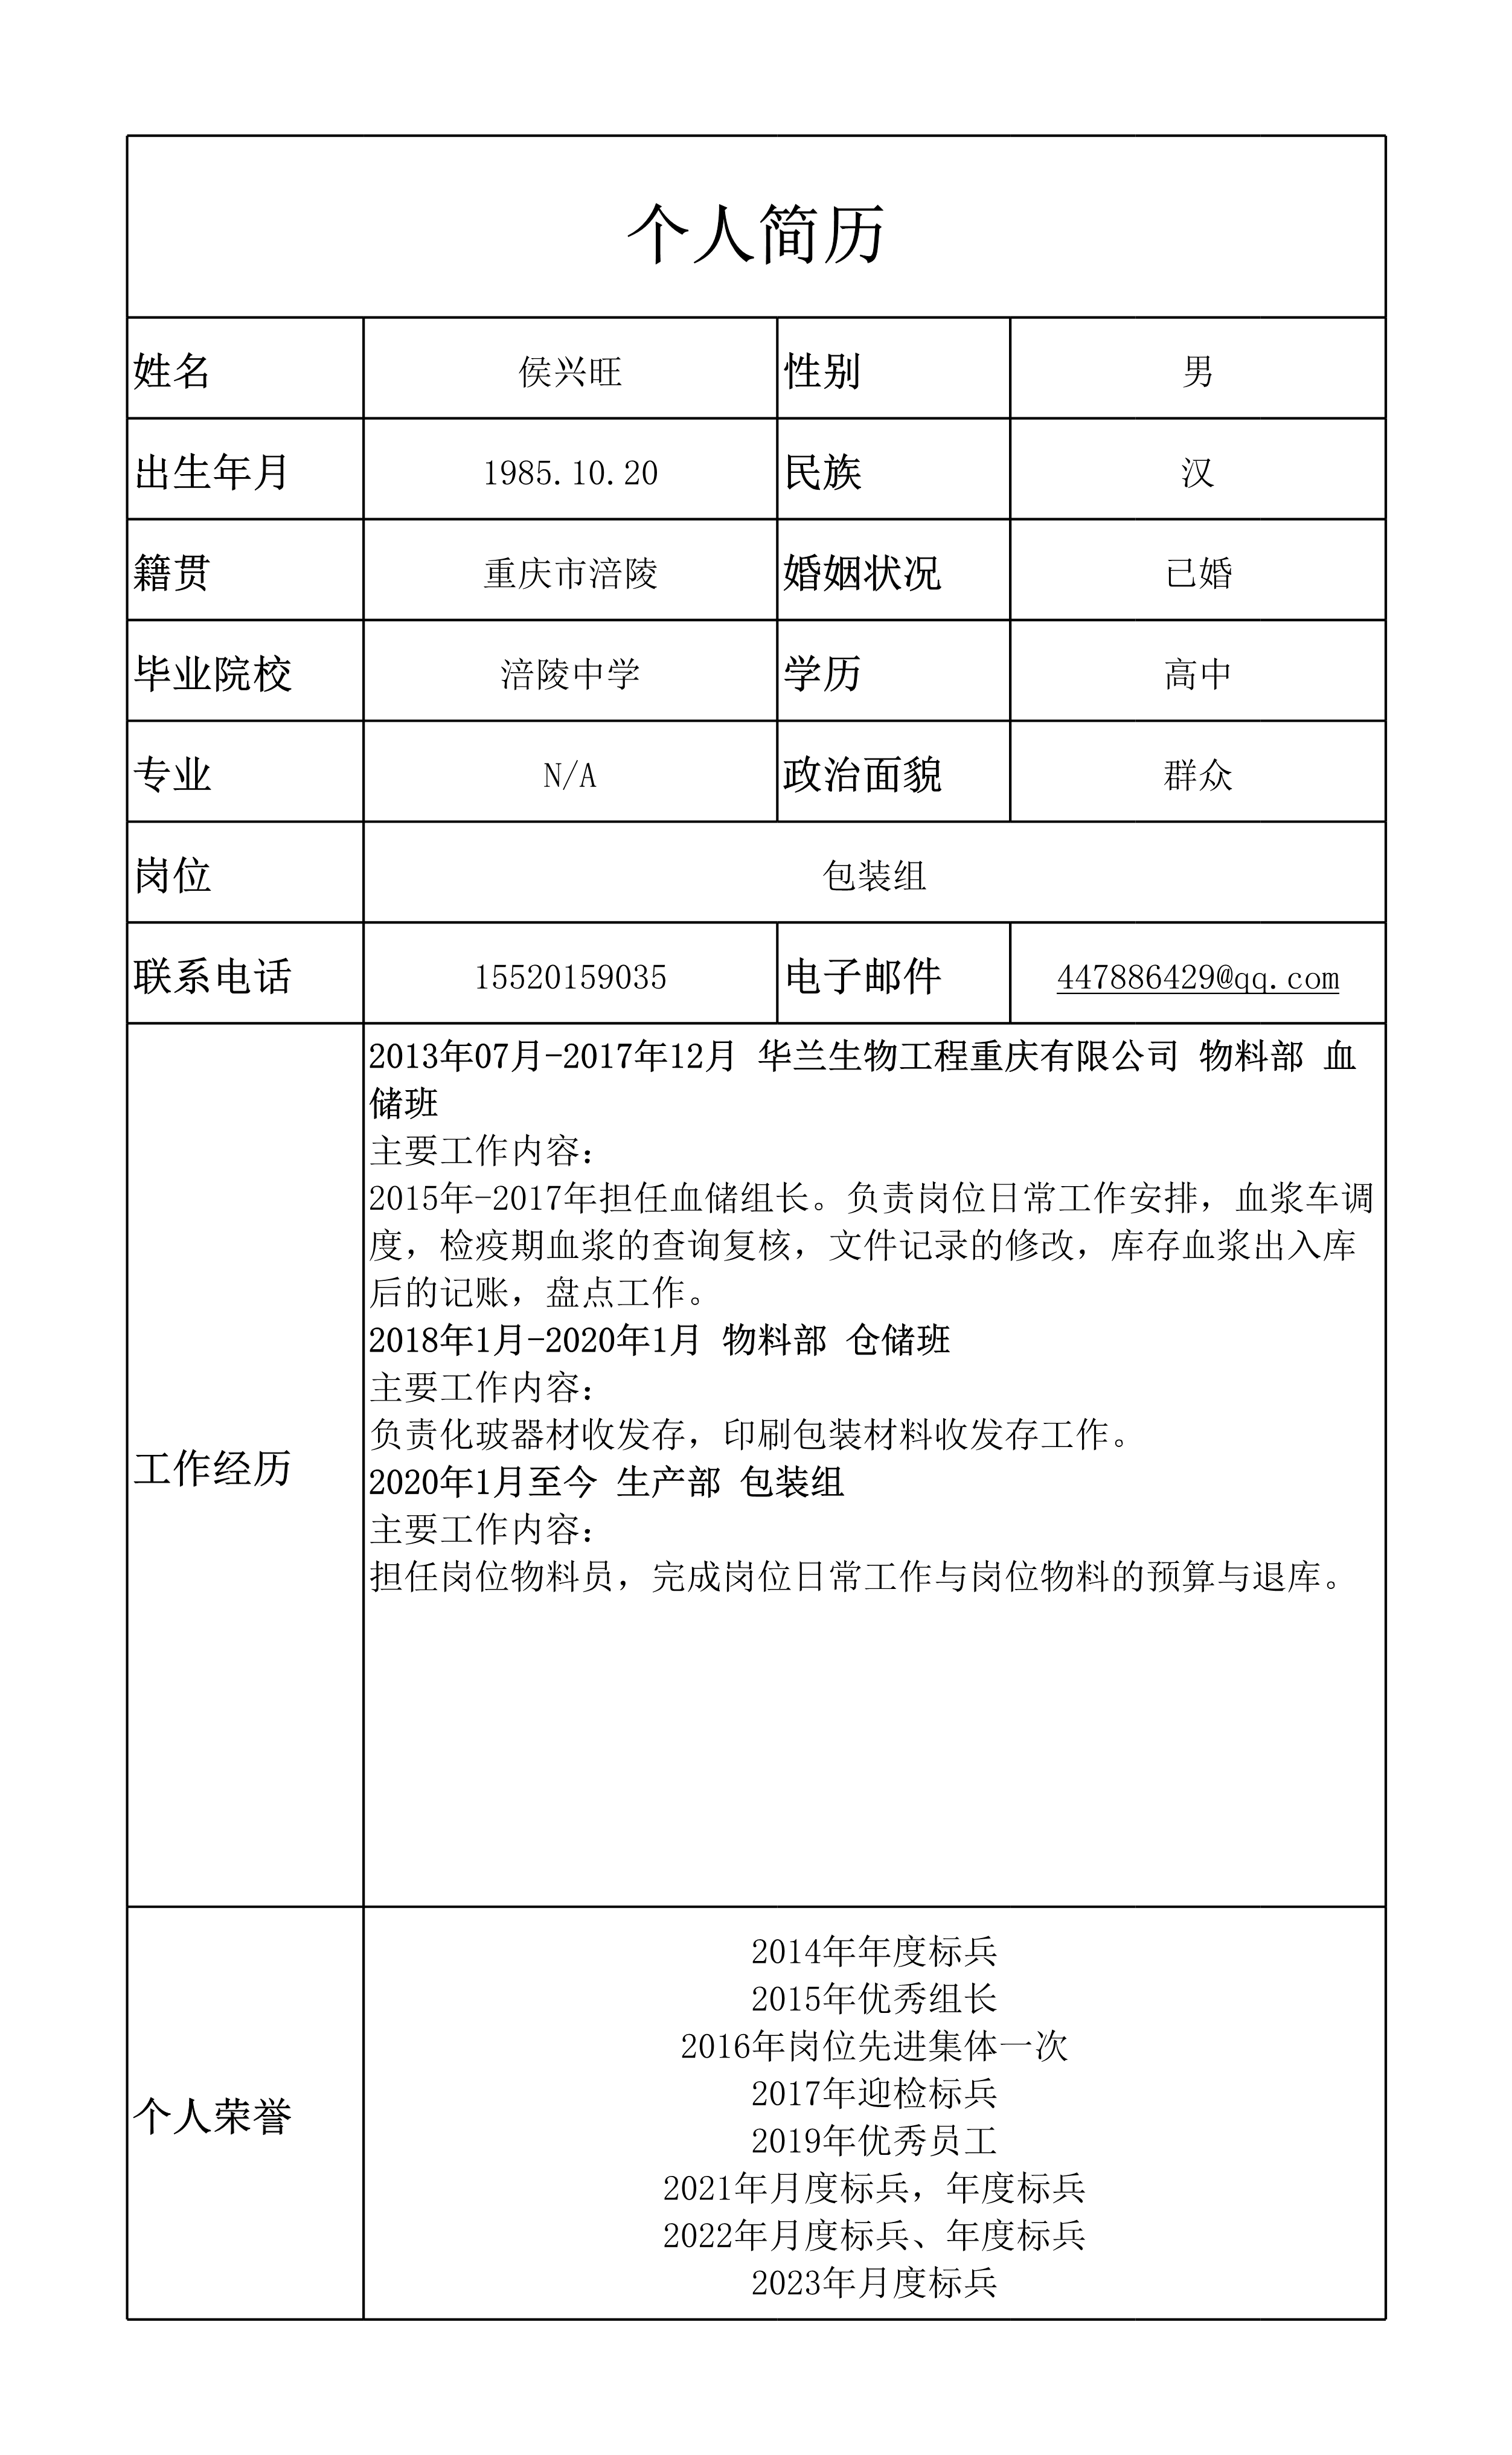 个人简历
姓名 侯兴旺 性别 男
出生年月 1985.10.20 民族 汉
籍贯 重庆市涪陵 婚姻状况 已婚
毕业院校 涪陵中学 学历 高中
专业 N/A 政治面貌 群众
岗位 包装组
联系电话 15520159035 电子邮件 447886429@qq.com
工作经历
2013年07月-2017年12月 华兰生物工程重庆有限公司 物料部 血
储班
主要工作内容：
2015年-2017年担任血储组长。负责岗位日常工作安排，血浆车调
度，检疫期血浆的查询复核，文件记录的修改，库存血浆出入库
后的记账，盘点工作。
2018年1月-2020年1月 物料部 仓储班
主要工作内容：
负责化玻器材收发存，印刷包装材料收发存工作。
2020年1月至今 生产部 包装组
主要工作内容：
担任岗位物料员，完成岗位日常工作与岗位物料的预算与退库。
个人荣誉
2014年年度标兵
2015年优秀组长
2016年岗位先进集体一次
2017年迎检标兵
2019年优秀员工
2021年月度标兵，年度标兵
2022年月度标兵、年度标兵
2023年月度标兵